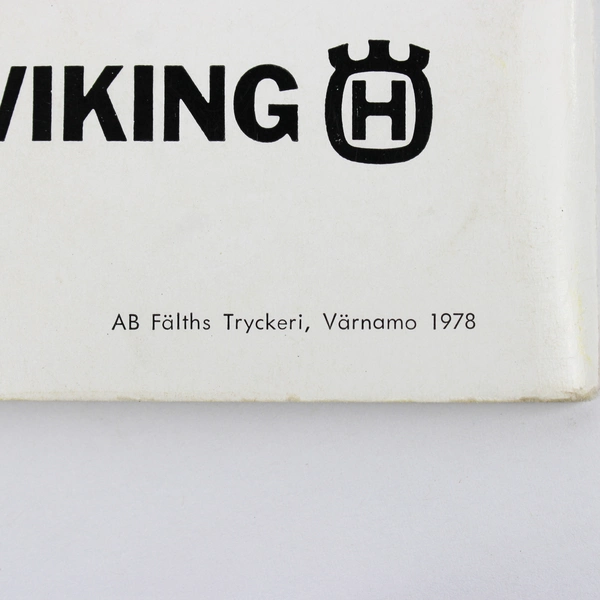 VIKING H
AB Fälths Tryckeri, Värnamo 1978